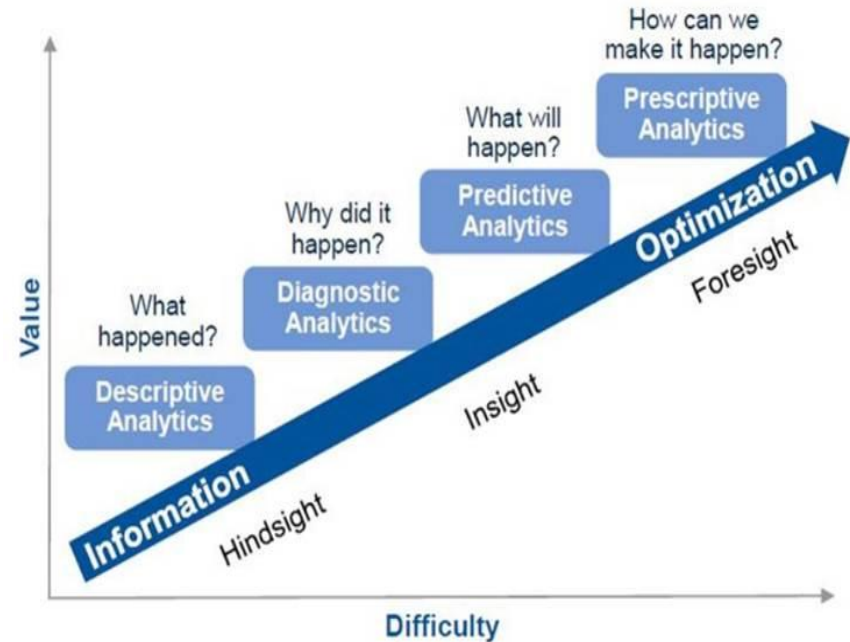 How can we
make it happen?
Prescriptive
Analytics
What will
happen?
Predictive
Analytics
Why did it
happen?
Diagnostic
Analytics
What
happened?
Descriptive
Analytics
Value
Information
Optimization
Hindsight
Insight
Foresight
Difficulty